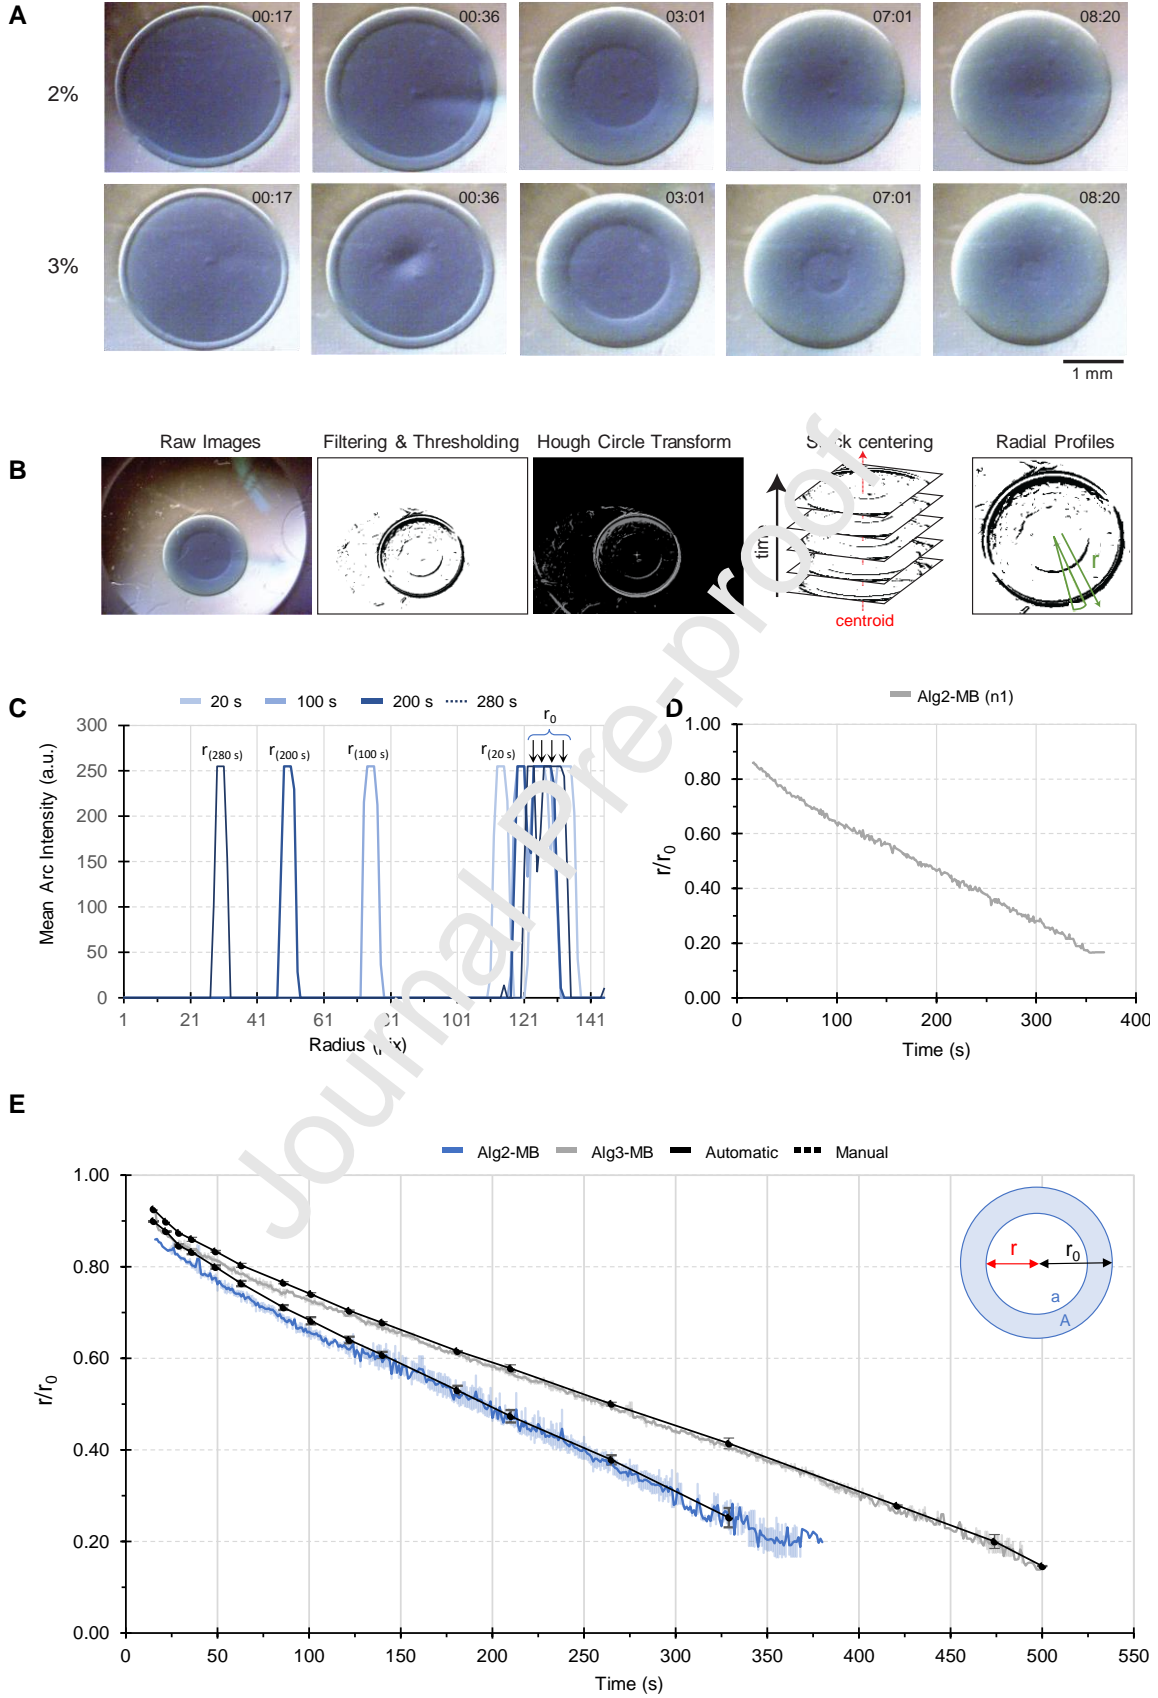 A
00:17 00:36 03:01 07:01 08:20
2%
00:17 00:36 03:01 07:01 08:20
3%
1 mm
B
Raw Images Filtering & Thresholding Hough Circle Transform centering Radial Profiles
r
centroid
C
20 s 100 s 200 s 280 s
r0
r(280 s) r(200 s) r(100 s) r(20 s)
Mean Arc Intensity (a.u.)
300
250
200
150
100
50
0
1 21 41 61 81 101 121 141
Radius (pix)
D
Alg2-MB (n1)
r/r0
1.00
0.80
0.60
0.40
0.20
0.00
0 100 200 300 400
Time (s)
E
Alg2-MB Alg3-MB Automatic Manual
r/r0
1.00
0.80
0.60
0.40
0.20
0.00
r r0
a
A
0 50 100 150 200 250 300 350 400 450 500 550
Time (s)
Journal Pre-proof